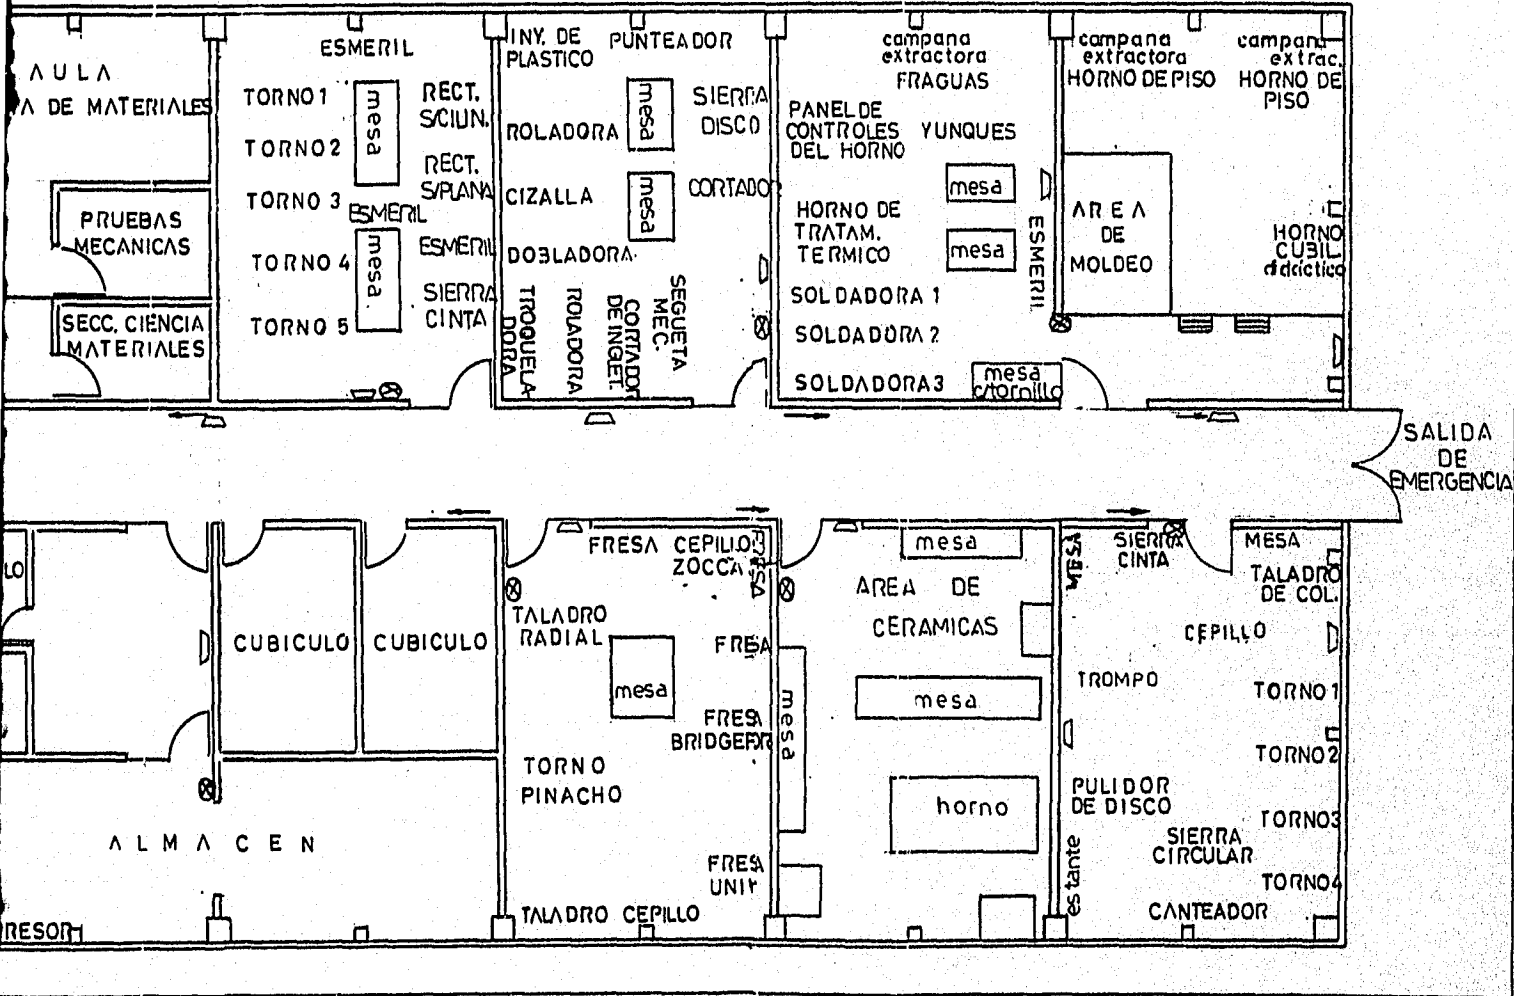 AULA
A DE MATERIALES
PRUEBAS
MECANICAS
SECC. CIENCIA
MATERIALES
ESMERIL
TORNO 1
TORNO 2
TORNO 3
TORNO 4
TORNO 5
mesa
RECT.
S/CIUN.
RECT.
S/PLANA
ESMERIL
mesa
ESMERIL
SIERRA
CINTA
INY. DE
PLASTICO
PUNTEADOR
ROLADORA
mesa
SIERRA
DISCO
CIZALLA
mesa
CORTADOR
DOBLADORA
TROQUELA
DORA
ROLADORA
CORTADOR
DE INGLET.
SEGUETA
MEC.
campana
extractora
FRAGUAS
PANEL DE
CONTROLES
DEL HORNO
YUNQUES
mesa
HORNO DE
TRATAM.
TERMICO
mesa
ESMERIL
SOLDADORA 1
SOLDADORA 2
SOLDADORA 3
mesa
c/tornillo
campana
extractora
HORNO DE PISO
campana
extrac.
HORNO DE
PISO
AREA
DE
MOLDEO
HORNO
CUBIL
didáctico
SALIDA
DE
EMERGENCIA
LO
CUBICULO
CUBICULO
ALMACEN
RESOR
FRESA
CEPILLO
ZOCCA
FRESA
TALADRO
RADIAL
mesa
FRESA
FRESA
BRIDGEPOR
TORNO
PINACHO
FRESA
TALADRO
CEPILLO
mesa
AREA DE
CERAMICAS
mesa
mesa
horno
MESA
SIERRA
CINTA
MESA
TALADRO
DE COL.
CEPILLO
TROMPO
TORNO 1
TORNO 2
PULIDOR
DE DISCO
TORNO 3
SIERRA
CIRCULAR
TORNO 4
estante
CANTEADOR